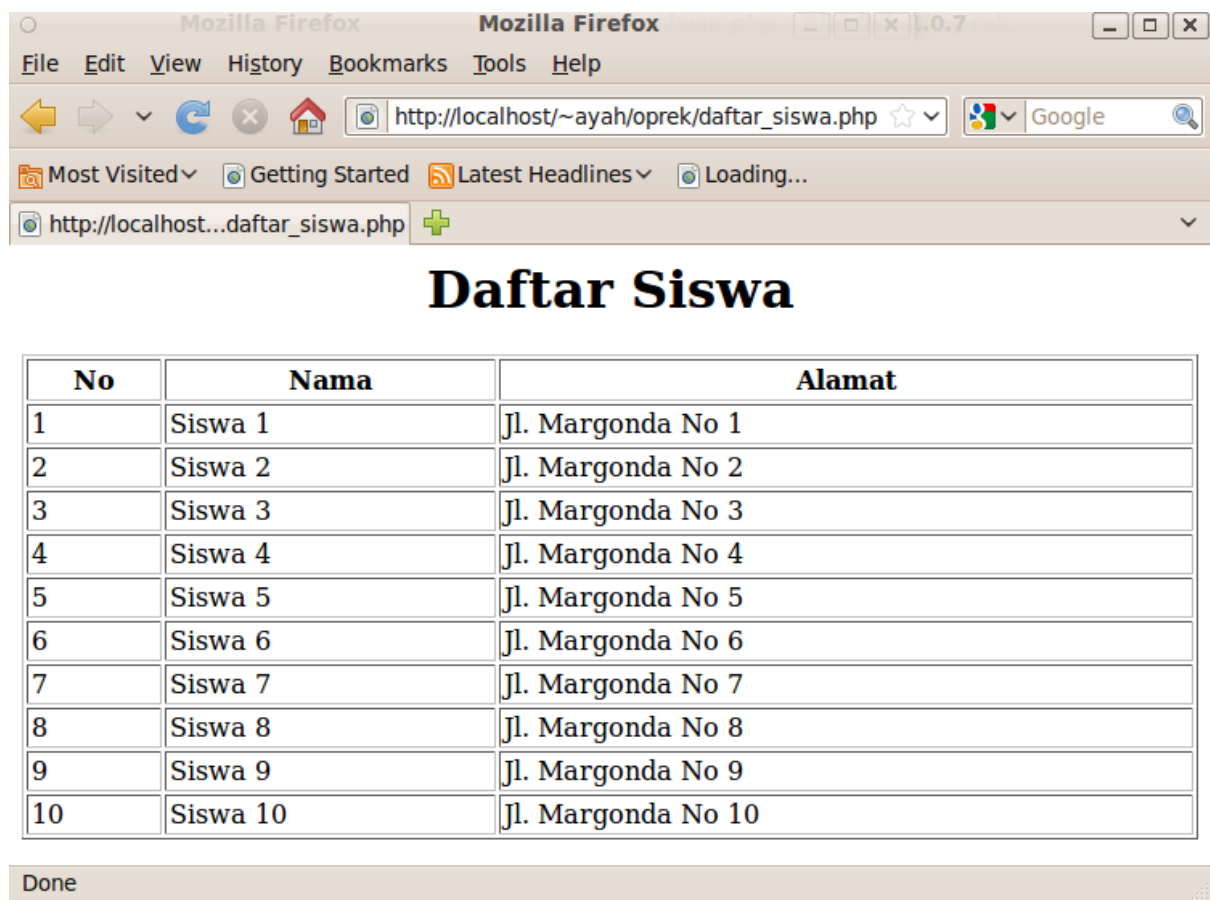 Mozilla Firefox Mozilla Firefox 1.0.7
File Edit View History Bookmarks Tools Help
http://localhost/~ayah/oprek/daftar_siswa.php Google
Most Visited Getting Started Latest Headlines Loading...
http://localhost...daftar_siswa.php
Daftar Siswa
No Nama Alamat
1 Siswa 1 Jl. Margonda No 1
2 Siswa 2 Jl. Margonda No 2
3 Siswa 3 Jl. Margonda No 3
4 Siswa 4 Jl. Margonda No 4
5 Siswa 5 Jl. Margonda No 5
6 Siswa 6 Jl. Margonda No 6
7 Siswa 7 Jl. Margonda No 7
8 Siswa 8 Jl. Margonda No 8
9 Siswa 9 Jl. Margonda No 9
10 Siswa 10 Jl. Margonda No 10
Done